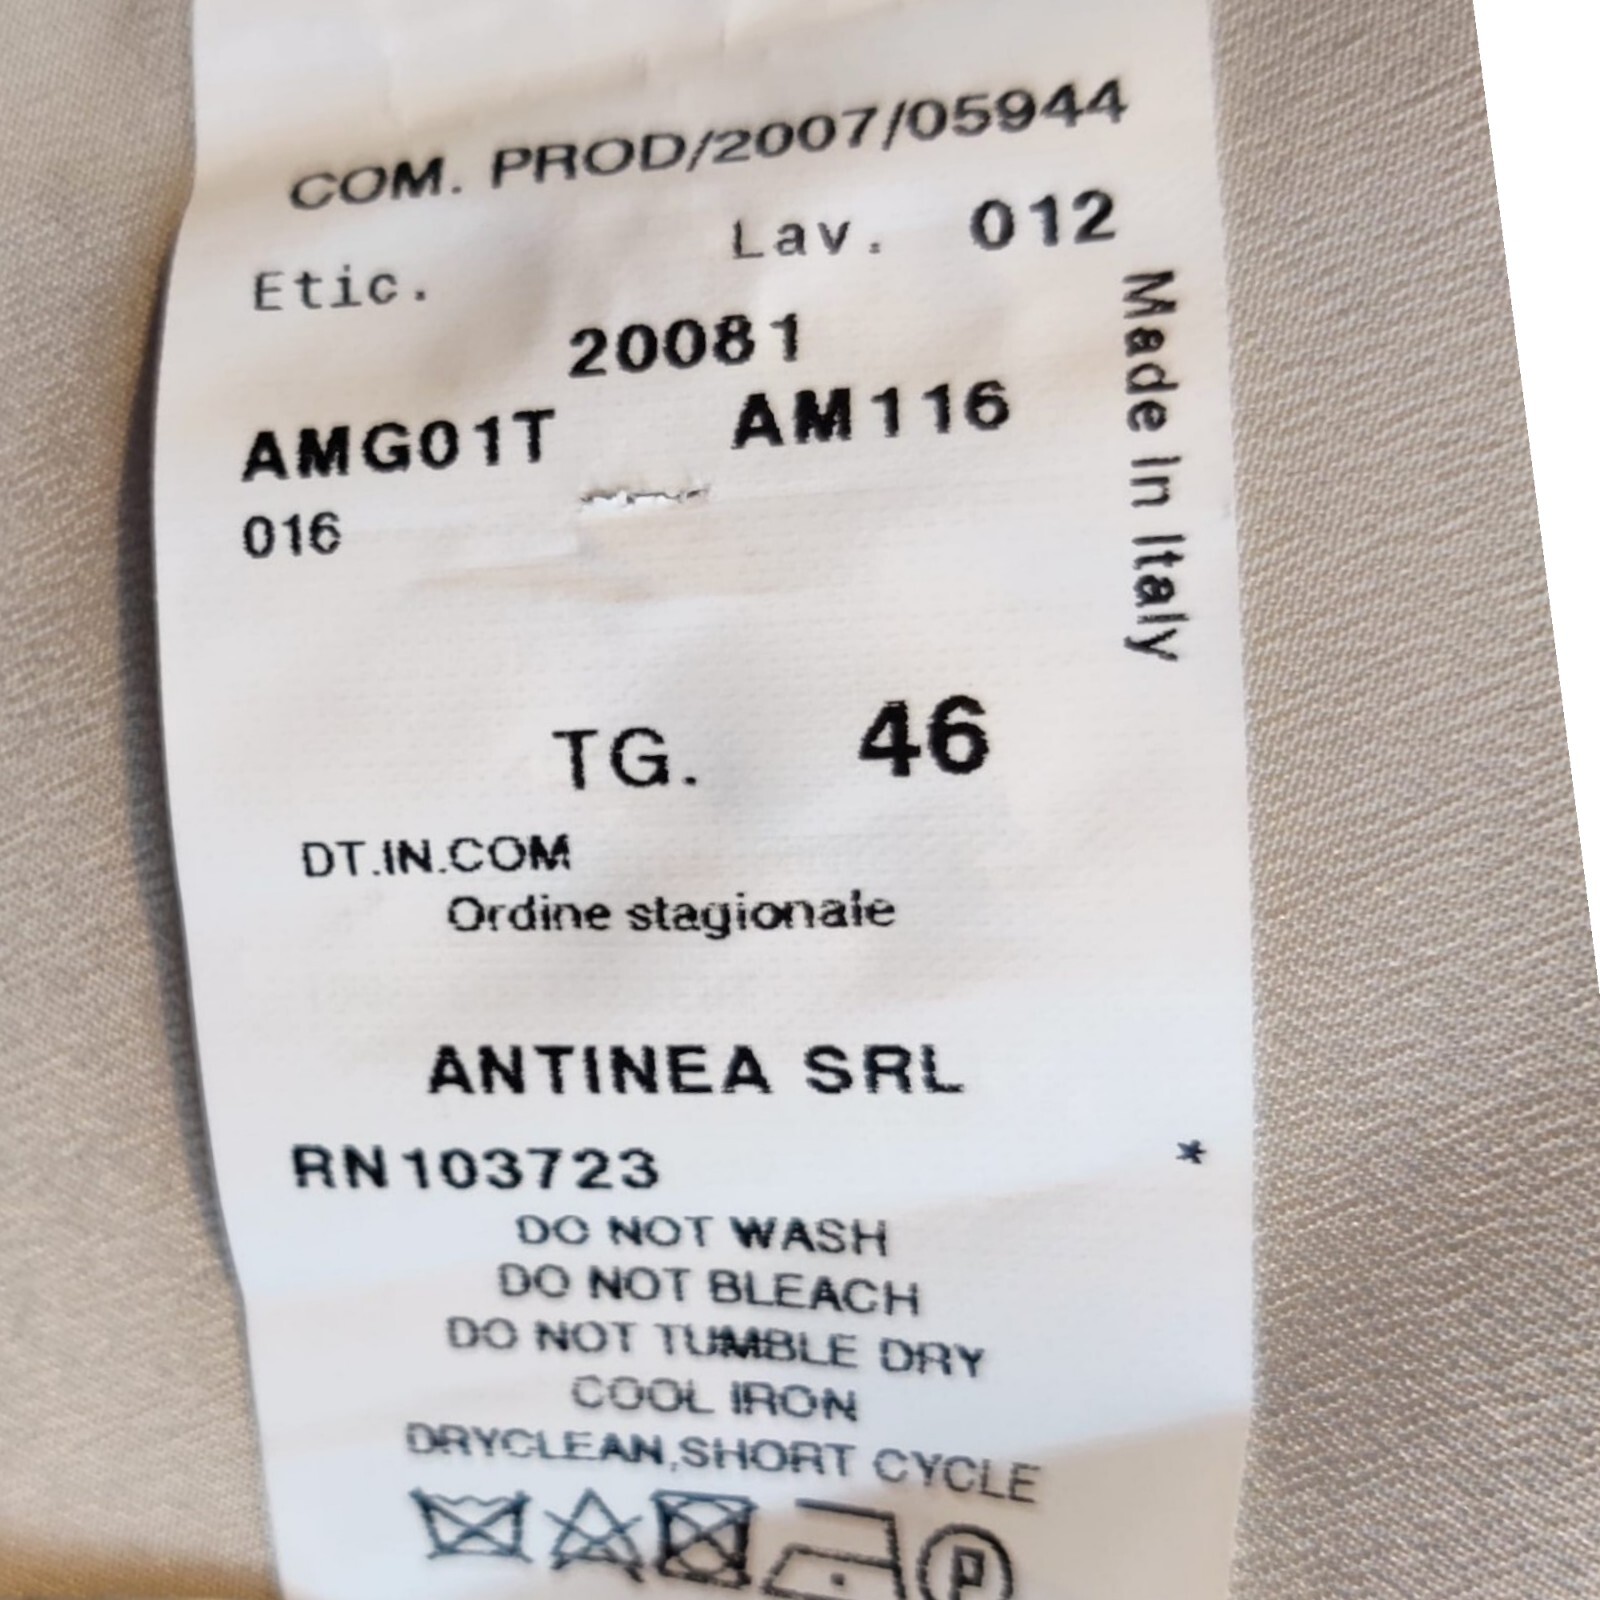 COM. PROD/2007/05944
Lav. 012
Etic.
20081
AMG01T AM116
016
Made In Italy
TG. 46
DT.IN.COM
Ordine stagionale
ANTINEA SRL
RN103723 *
DO NOT WASH
DO NOT BLEACH
DO NOT TUMBLE DRY
COOL IRON
DRYCLEAN,SHORT CYCLE
P